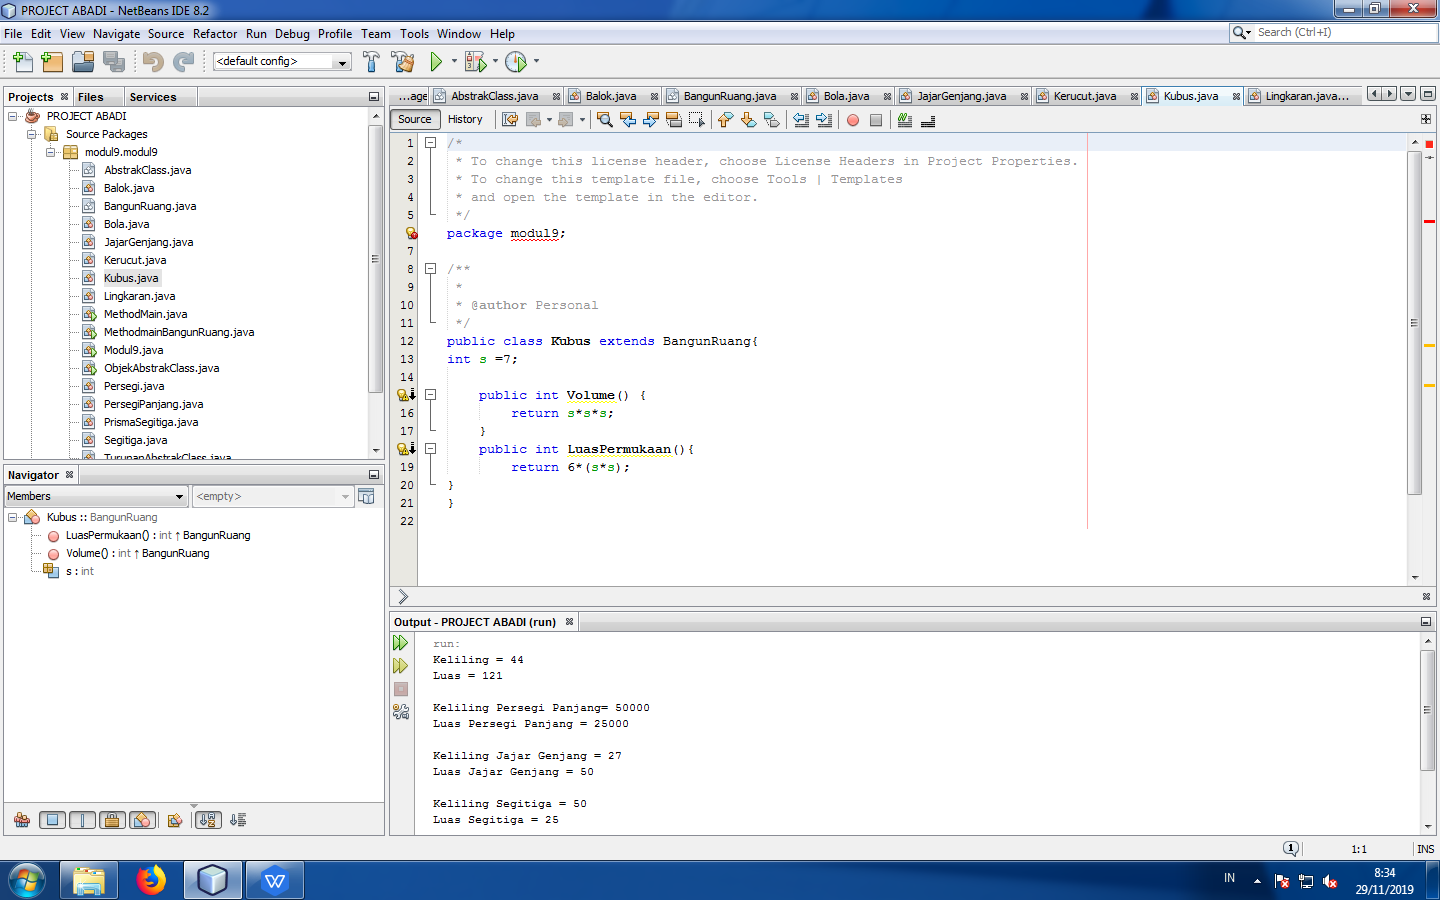 PROJECT ABADI - NetBeans IDE 8.2
File Edit View Navigate Source Refactor Run Debug Profile Team Tools Window Help
Search (Ctrl+I)
<default config>
Projects Files Services
PROJECT ABADI
Source Packages
modul9.modul9
AbstrakClass.java
Balok.java
BangunRuang.java
Bola.java
JajarGenjang.java
Kerucut.java
Kubus.java
Lingkaran.java
MethodMain.java
MethodmainBangunRuang.java
Modul9.java
ObjekAbstrakClass.java
Persegi.java
PersegiPanjang.java
PrismaSegitiga.java
Segitiga.java
TurunanAbstrakClass.java
Navigator
Members <empty>
Kubus :: BangunRuang
LuasPermukaan() : int ↑ BangunRuang
Volume() : int ↑ BangunRuang
s : int
...age AbstrakClass.java Balok.java BangunRuang.java Bola.java JajarGenjang.java Kerucut.java Kubus.java Lingkaran.java...
Source History
1 /*
2 * To change this license header, choose License Headers in Project Properties.
3 * To change this template file, choose Tools | Templates
4 * and open the template in the editor.
5 */
package modul9;
7
8 /**
9 *
10 * @author Personal
11 */
12 public class Kubus extends BangunRuang{
13 int s =7;
14
public int Volume() {
16 return s*s*s;
17 }
public int LuasPermukaan(){
19 return 6*(s*s);
20 }
21 }
22
Output - PROJECT ABADI (run)
run:
Keliling = 44
Luas = 121
Keliling Persegi Panjang= 50000
Luas Persegi Panjang = 25000
Keliling Jajar Genjang = 27
Luas Jajar Genjang = 50
Keliling Segitiga = 50
Luas Segitiga = 25
1 1:1 INS
IN 8:34
29/11/2019